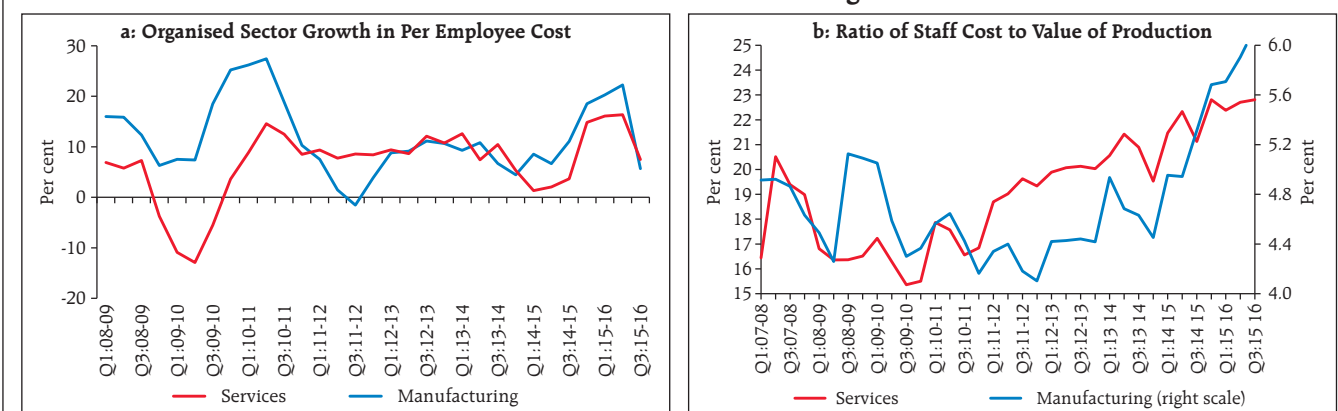 a: Organised Sector Growth in Per Employee Cost
30
20
10
0
-10
-20
Per cent
Q1:08-09
Q3:08-09
Q1:09-10
Q3:09-10
Q1:10-11
Q3:10-11
Q1:11-12
Q3:11-12
Q1:12-13
Q3:12-13
Q1:13-14
Q3:13-14
Q1:14-15
Q3:14-15
Q1:15-16
Q3:15-16
Services Manufacturing
b: Ratio of Staff Cost to Value of Production
25
24
23
22
21
20
19
18
17
16
15
Per cent
6.0
5.6
5.2
4.8
4.4
4.0
Per cent
Q1:07-08
Q3:07-08
Q1:08-09
Q3:08-09
Q1:09-10
Q3:09-10
Q1:10-11
Q3:10-11
Q1:11-12
Q3:11-12
Q1:12-13
Q3:12-13
Q1:13 14
Q3:13-14
Q1:14 15
Q3:14 15
Q1:15 16
Q3:15 16
Services Manufacturing (right scale)